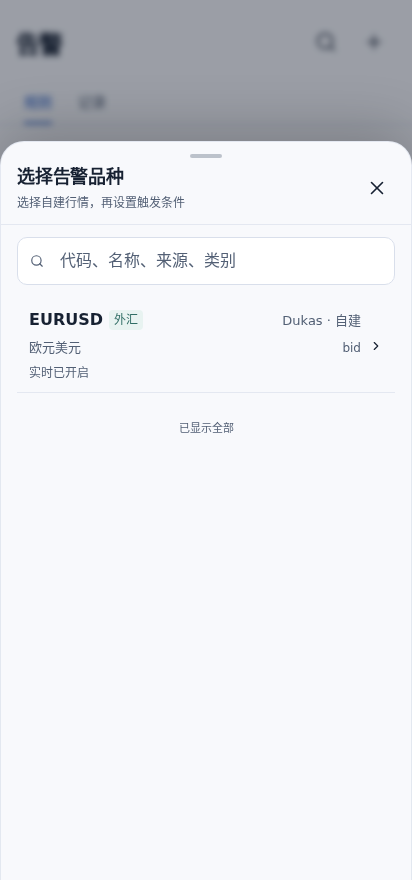 告警
规则 记录
选择告警品种
选择自建行情，再设置触发条件
代码、名称、来源、类别
EURUSD 外汇 Dukas · 自建
欧元美元 bid
实时已开启
已显示全部